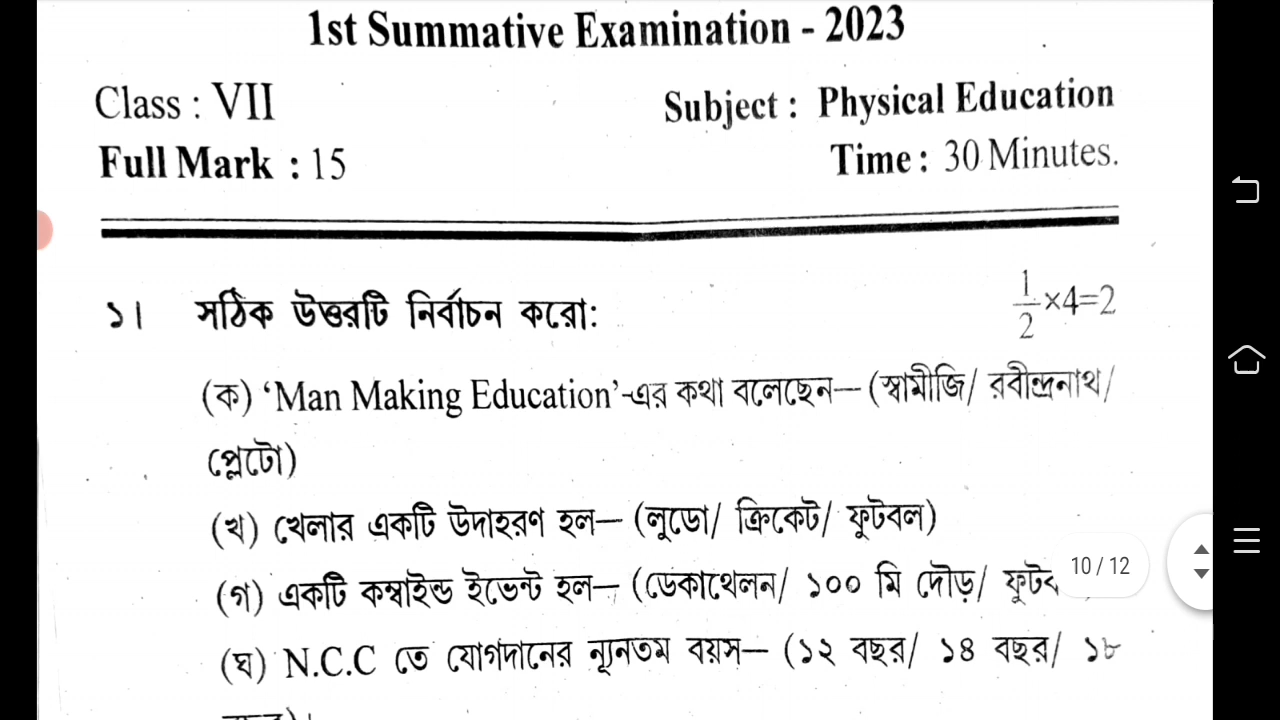 1st Summative Examination - 2023
Class : VII
Subject : Physical Education
Full Mark : 15
Time : 30 Minutes.
১। সঠিক উত্তরটি নির্বাচন করো: 1/2×4=2
(ক) ‘Man Making Education’-এর কথা বলেছেন— (স্বামীজি/ রবীন্দ্রনাথ/
প্লেটো)
(খ) খেলার একটি উদাহরণ হল— (লুডো/ ক্রিকেট/ ফুটবল)
(গ) একটি কম্বাইন্ড ইভেন্ট হল— (ডেকাথেলন/ ১০০ মি দৌড়/
10 / 12
(ঘ) N.C.C তে যোগদানের ন্যূনতম বয়স— (১২ বছর/ ১৪ বছর/ ১৮